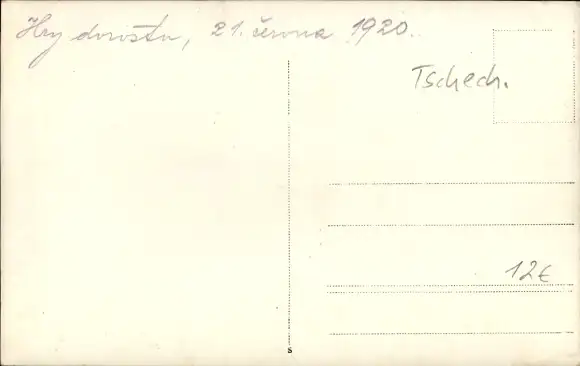 Hry dorostu, 21. června 1920.
Tschech.
12€
S